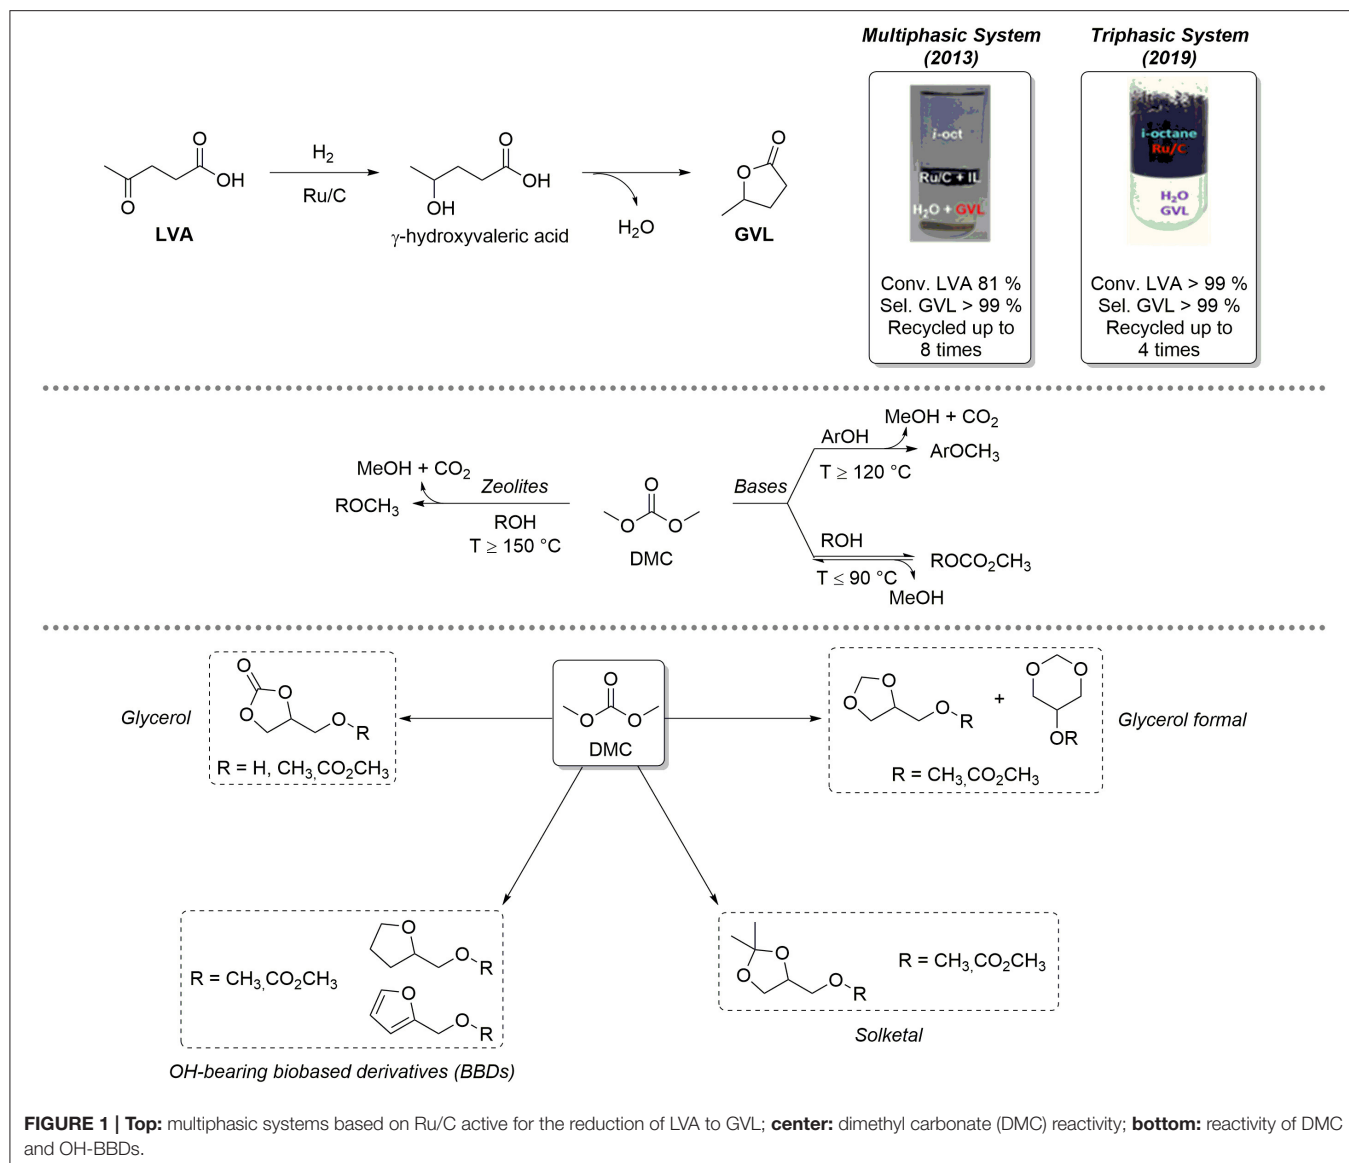 Multiphasic System
(2013)
Triphasic System
(2019)
i-oct
Ru/C + IL
H₂O + GVL
i-octane
Ru/C
H₂O
GVL
O
OH
O
LVA
H₂
Ru/C
O
OH
OH
γ-hydroxyvaleric acid
H₂O
O
O
GVL
Conv. LVA 81 %
Sel. GVL > 99 %
Recycled up to
8 times
Conv. LVA > 99 %
Sel. GVL > 99 %
Recycled up to
4 times
MeOH + CO₂
ROCH₃
Zeolites
ROH
T ≥ 150 °C
O
O O
DMC
Bases
ArOH
T ≥ 120 °C
MeOH + CO₂
ArOCH₃
ROH
T ≤ 90 °C
ROCO₂CH₃
MeOH
Glycerol
O
O
O
O
R
R = H, CH₃,CO₂CH₃
O
O O
DMC
O
O
O
R
+
O O
OR
R = CH₃,CO₂CH₃
Glycerol formal
R = CH₃,CO₂CH₃
O
O
R
O
O
R
OH-bearing biobased derivatives (BBDs)
O
O
O
R
R = CH₃,CO₂CH₃
Solketal
FIGURE 1 | Top: multiphasic systems based on Ru/C active for the reduction of LVA to GVL; center: dimethyl carbonate (DMC) reactivity; bottom: reactivity of DMC
and OH-BBDs.